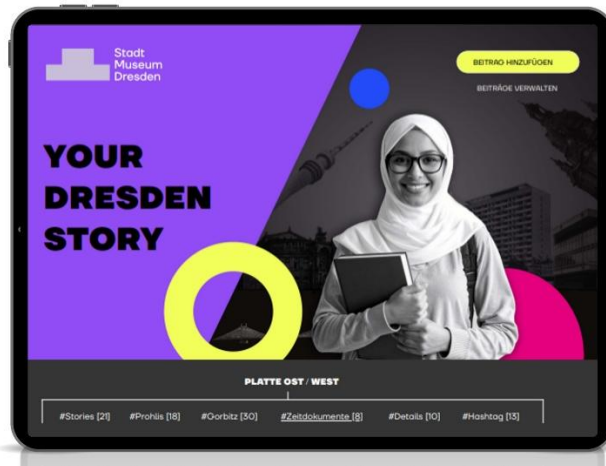 Stadt
Museum
Dresden
BEITRAG HINZUFÜGEN
BEITRÄGE VERWALTEN
YOUR
DRESDEN
STORY
PLATTE OST / WEST
#Stories [21] #Prohlis [18] #Gorbitz [30] #Zeitdokumente [8] #Details [10] #Hashtag [13]